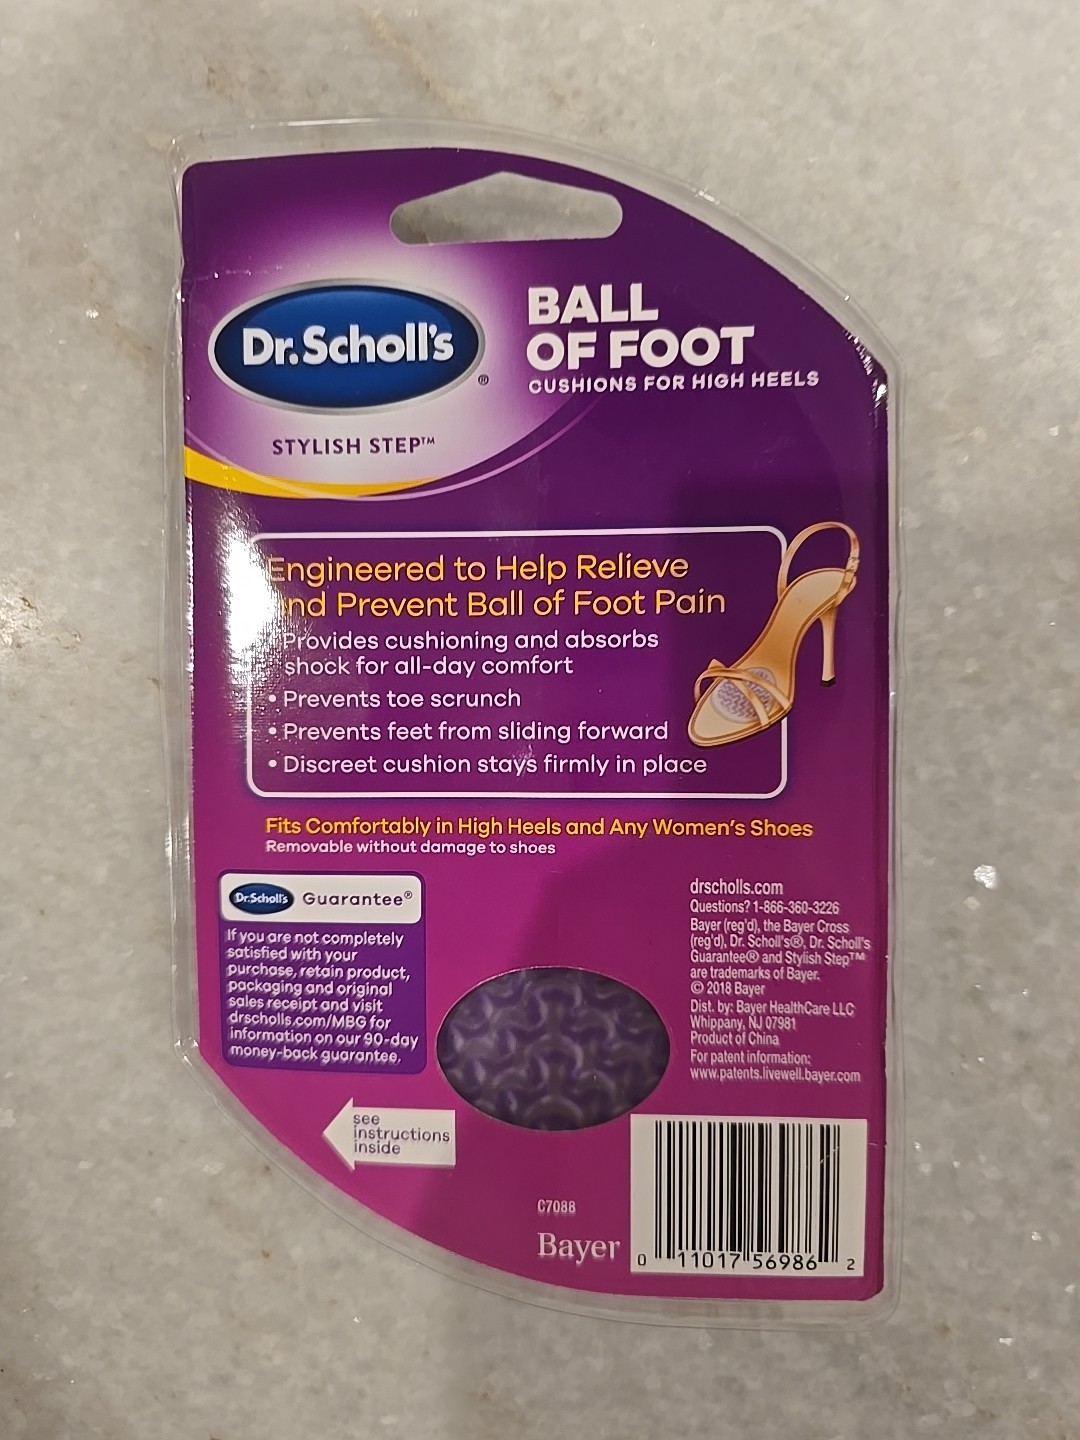 Dr.Scholl's®
STYLISH STEP™
BALL
OF FOOT
CUSHIONS FOR HIGH HEELS
Engineered to Help Relieve
and Prevent Ball of Foot Pain
Provides cushioning and absorbs
shock for all-day comfort
• Prevents toe scrunch
• Prevents feet from sliding forward
• Discreet cushion stays firmly in place
Fits Comfortably in High Heels and Any Women's Shoes
Removable without damage to shoes
Dr.Scholl's Guarantee®
If you are not completely
satisfied with your
purchase, retain product,
packaging and original
sales receipt and visit
drscholls.com/MBG for
information on our 90-day
money-back guarantee.
see
instructions
inside
drscholls.com
Questions? 1-866-360-3226
Bayer (reg'd), the Bayer Cross
(reg'd), Dr. Scholl's®, Dr. Scholl's
Guarantee® and Stylish Step™
are trademarks of Bayer.
© 2018 Bayer
Dist. by: Bayer HealthCare LLC
Whippany, NJ 07981
Product of China
For patent information:
www.patents.livewell.bayer.com
C7088
Bayer
0 11017 56986 2